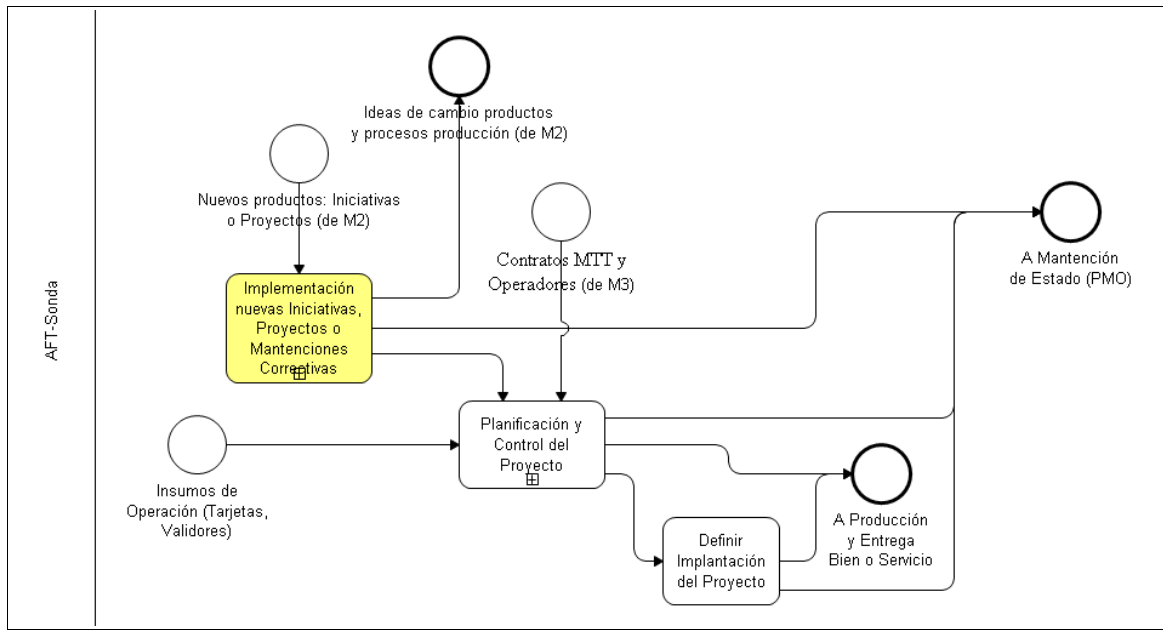 AFT-Sonda
Ideas de cambio productos
y procesos producción (de M2)
Nuevos productos: Iniciativas
o Proyectos (de M2)
Contratos MTT y
Operadores (de M3)
A Mantención
de Estado (PMO)
Implementación
nuevas Iniciativas,
Proyectos o
Mantenciones
Correctivas
Planificación y
Control del
Proyecto
Insumos de
Operación (Tarjetas,
Validores)
A Producción
y Entrega
Bien o Servicio
Definir
Implantación
del Proyecto